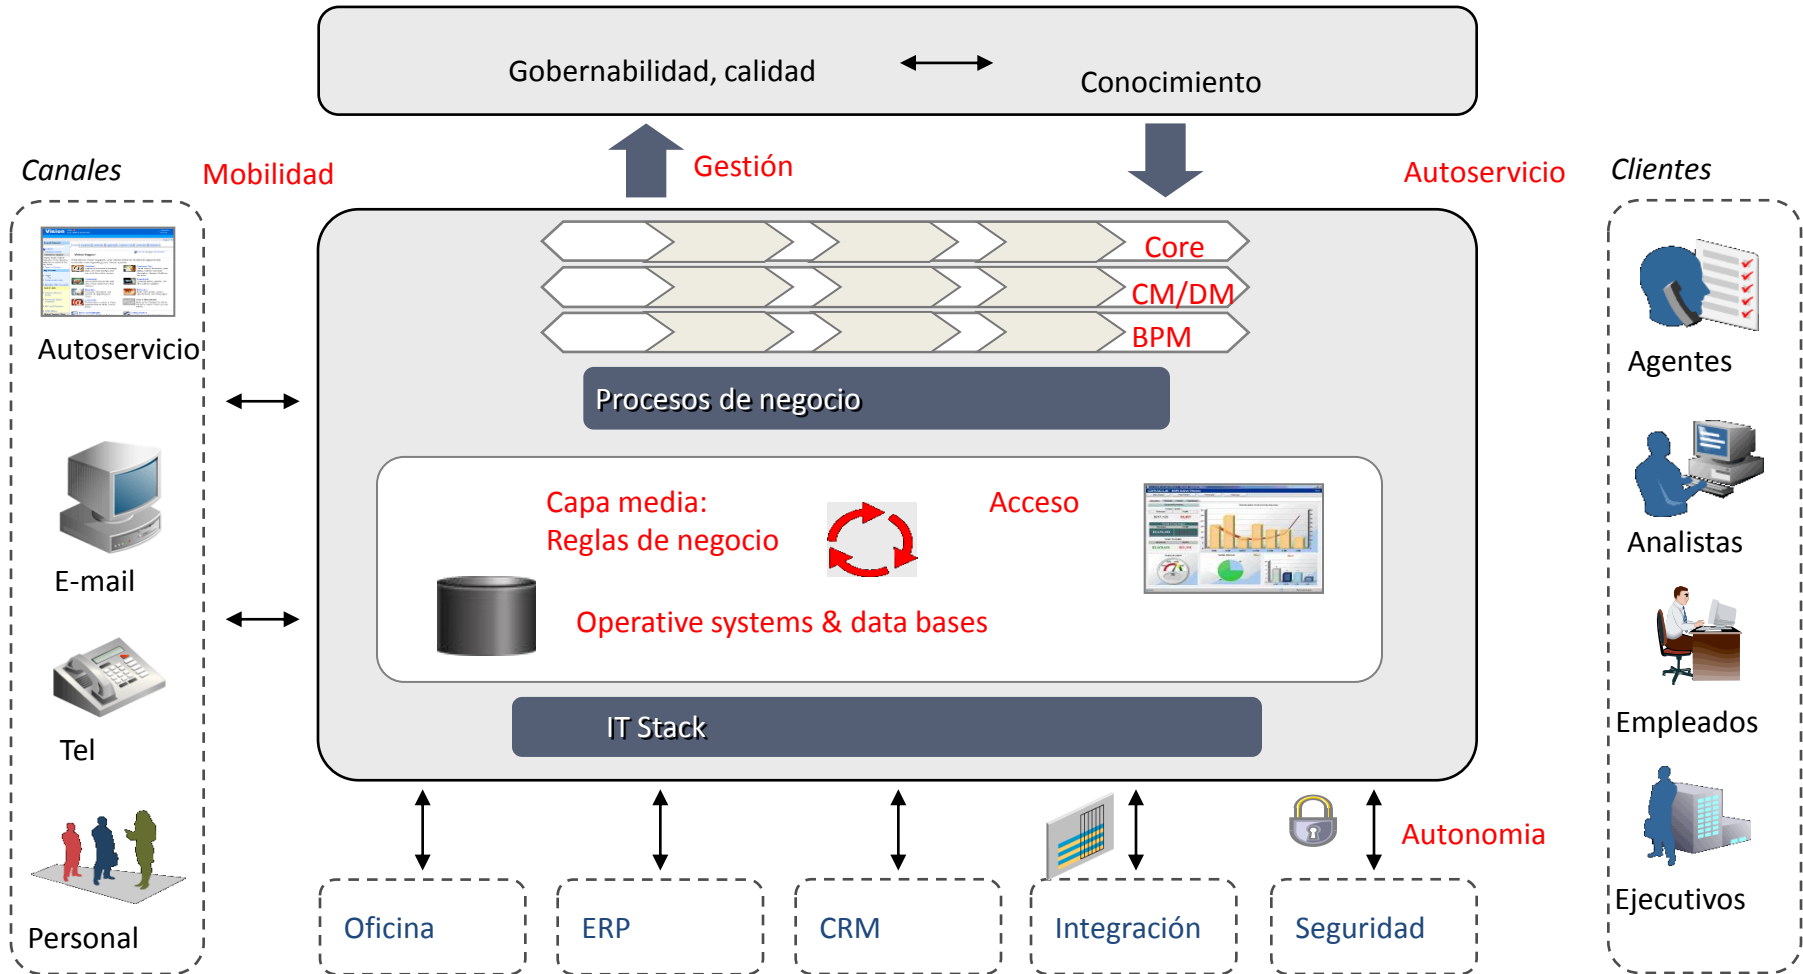 Gobernabilidad, calidad
Conocimiento
Canales
Mobilidad
Gestión
Autoservicio
Clientes
Core
CM/DM
BPM
Procesos de negocio
Autoservicio
E-mail
Tel
Personal
Capa media:
Reglas de negocio
Acceso
Operative systems & data bases
IT Stack
Agentes
Analistas
Empleados
Ejecutivos
Autonomia
Oficina
ERP
CRM
Integración
Seguridad